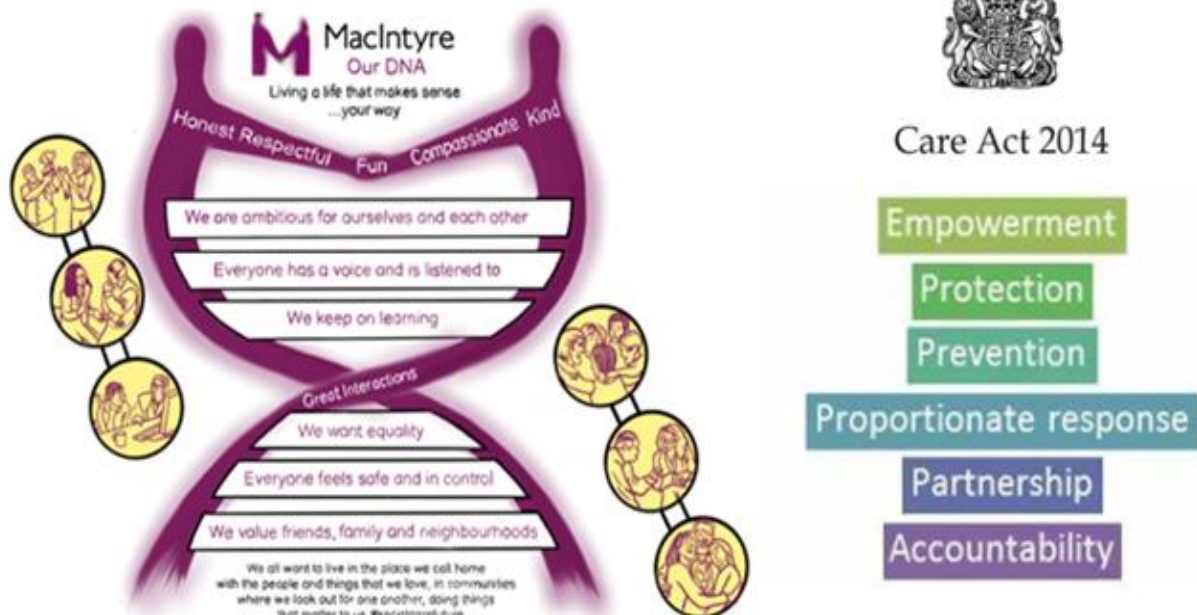 MacIntyre
Our DNA
Living a life that makes sense
...your way
Honest Respectful Fun Compassionate Kind
We are ambitious for ourselves and each other
Everyone has a voice and is listened to
We keep on learning
Great Interactions
We want equality
Everyone feels safe and in control
We value friends, family and neighbourhoods
We all want to live in the place we call home
with the people and things that we love, in communities
where we look out for one another, doing things
that matter to us.
Care Act 2014
Empowerment
Protection
Prevention
Proportionate response
Partnership
Accountability